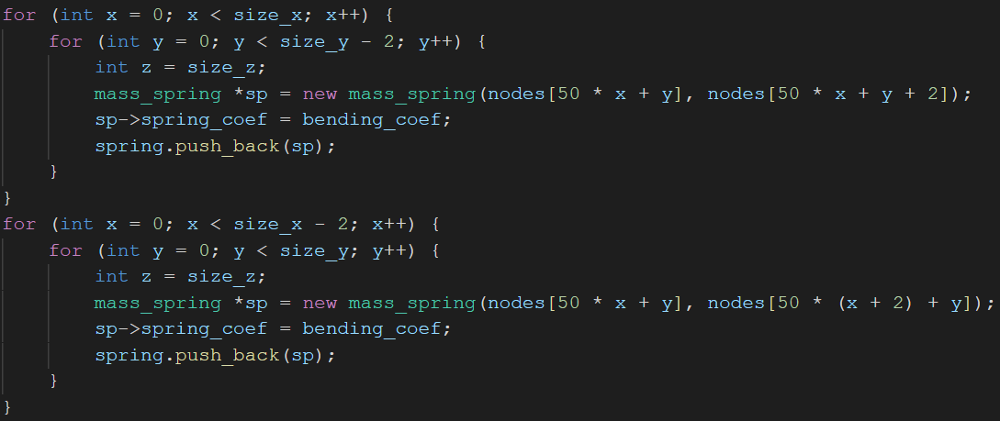 for (int x = 0; x < size_x; x++) {
    for (int y = 0; y < size_y - 2; y++) {
        int z = size_z;
        mass_spring *sp = new mass_spring(nodes[50 * x + y], nodes[50 * x + y + 2]);
        sp->spring_coef = bending_coef;
        spring.push_back(sp);
    }
}
for (int x = 0; x < size_x - 2; x++) {
    for (int y = 0; y < size_y; y++) {
        int z = size_z;
        mass_spring *sp = new mass_spring(nodes[50 * x + y], nodes[50 * (x + 2) + y]);
        sp->spring_coef = bending_coef;
        spring.push_back(sp);
    }
}